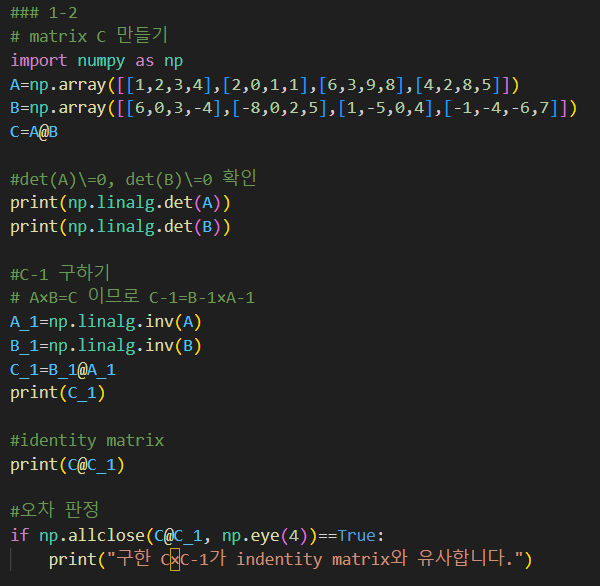 ### 1-2
# matrix C 만들기
import numpy as np
A=np.array([[1,2,3,4],[2,0,1,1],[6,3,9,8],[4,2,8,5]])
B=np.array([[6,0,3,-4],[-8,0,2,5],[1,-5,0,4],[-1,-4,-6,7]])
C=A@B
#det(A)\=0, det(B)\=0 확인
print(np.linalg.det(A))
print(np.linalg.det(B))
#C-1 구하기
# AxB=C 이므로 C-1=B-1xA-1
A_1=np.linalg.inv(A)
B_1=np.linalg.inv(B)
C_1=B_1@A_1
print(C_1)
#identity matrix
print(C@C_1)
#오차 판정
if np.allclose(C@C_1, np.eye(4))==True:
    print("구한 CxC-1가 indentity matrix와 유사합니다.")